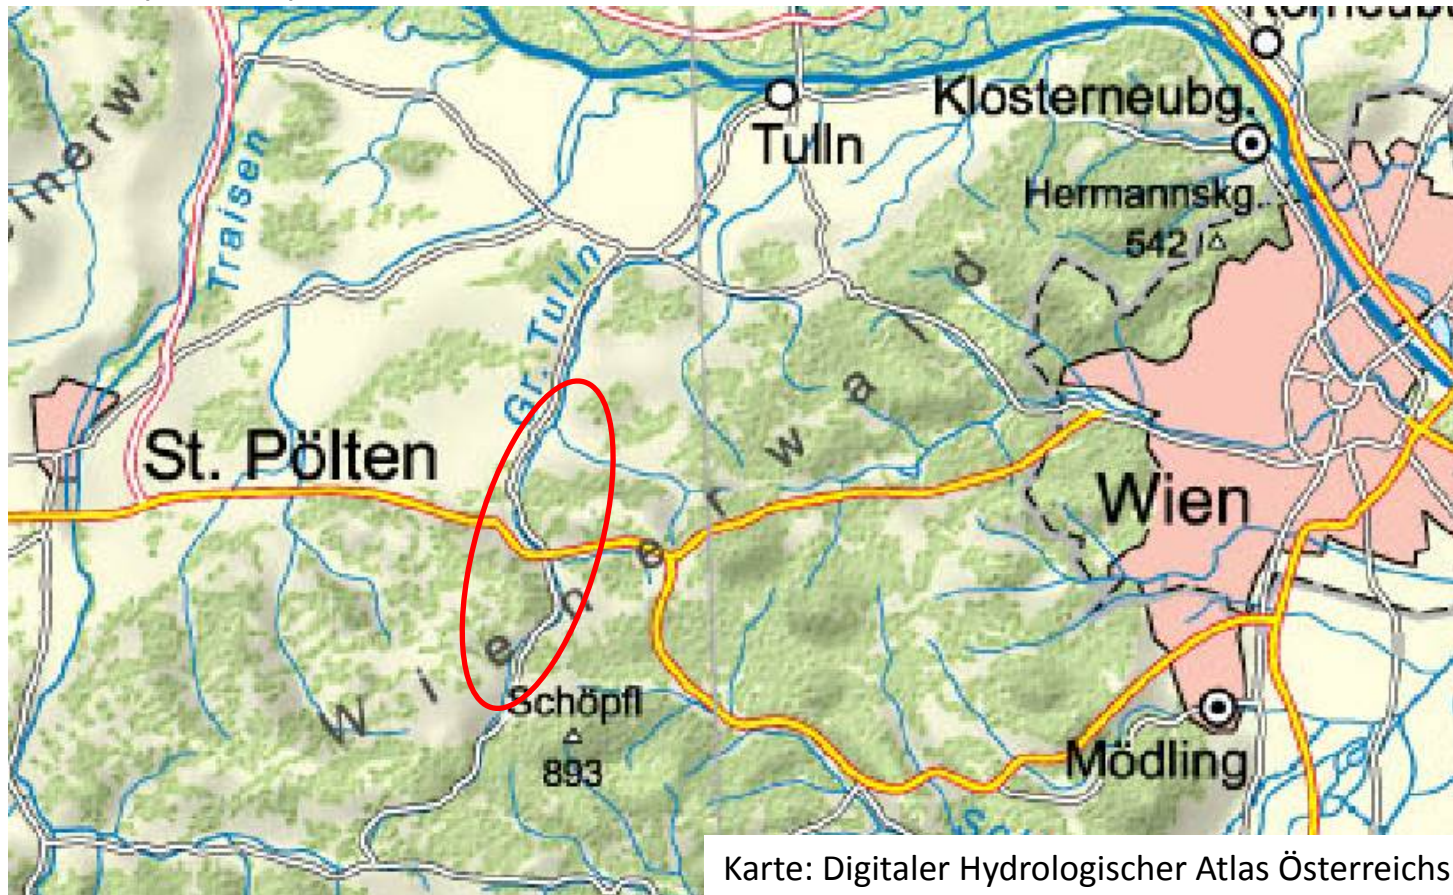 Klosterneubg.
Tulln
Hermannskg.
542
Traisen
Gr. Tulln
St. Pölten
Wien
Wienerwald
Schöpfl
893
Mödling
Karte: Digitaler Hydrologischer Atlas Österreichs